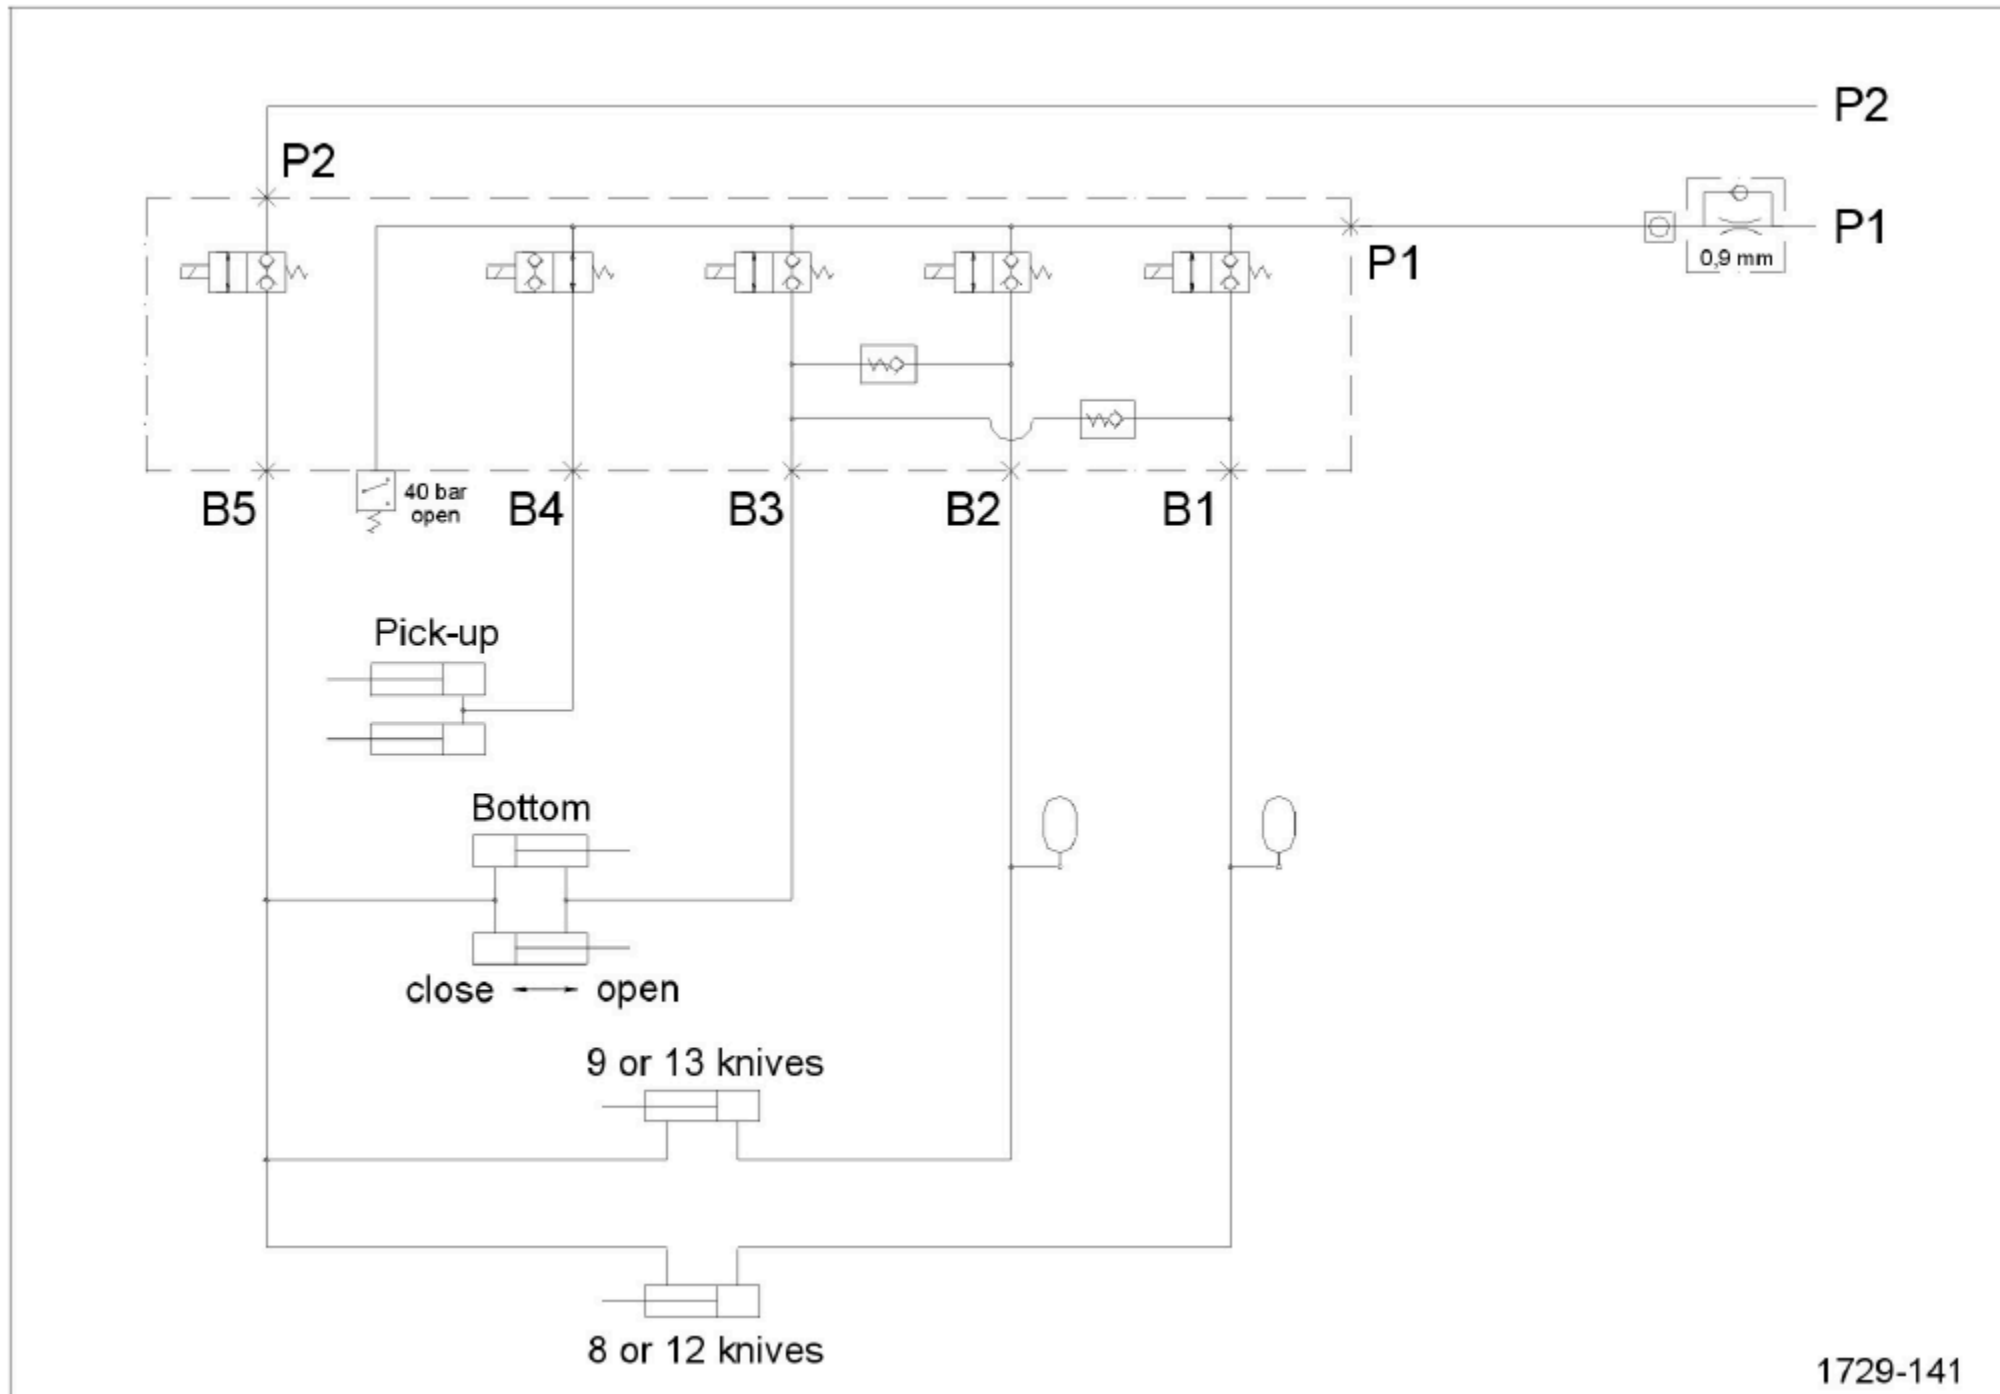 P2
P2
P1
0,9 mm
P1
B5
40 bar
open
B4
B3
B2
B1
Pick-up
Bottom
close
open
9 or 13 knives
8 or 12 knives
1729-141